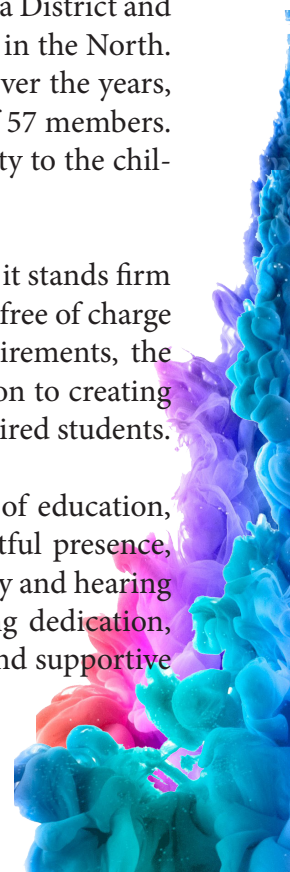 a District and
in the North.
ver the years,
57 members.
ty to the chil-
it stands firm
free of charge
irements, the
on to creating
ired students.
of education,
tful presence,
y and hearing
ng dedication,
nd supportive